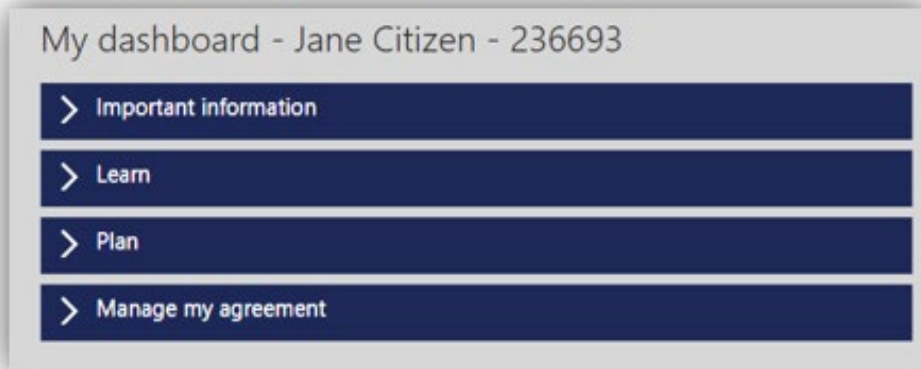 My dashboard - Jane Citizen - 236693
Important information
Learn
Plan
Manage my agreement